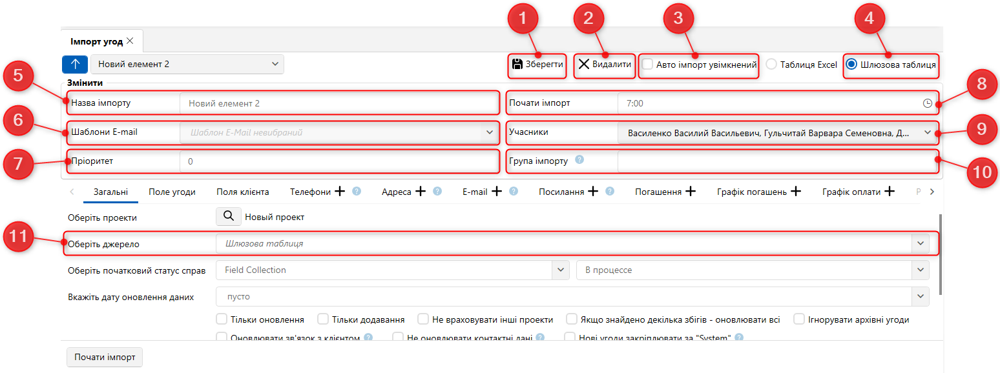 1 2 3 4
Імпорт угод
Новий елемент 2 Зберегти Видалити Авто імпорт увімкнений Таблиця Excel Шлюзова таблиця
Змінити
5 Назва імпорту Новий елемент 2 Почати імпорт 7:00 8
6 Шаблони E-mail Шаблон E-Mail невибраний Учасники Василенко Василий Васильевич, Гульчитай Варвара Семеновна, Д... 9
7 Пріоритет 0 Група імпорту ? 10
Загальні Поле угоди Поля клієнта Телефони + ? Адреса + ? E-mail + ? Посилання + ? Погашення + Графік погашень + Графік оплати +
Оберіть проекти Новый проект
11 Оберіть джерело Шлюзова таблиця
Оберіть початковий статус справ Field Collection В процессе
Вкажіть дату оновлення даних пусто
Тільки оновлення Тільки додавання Не враховувати інші проекти Якщо знайдено декілька збігів - оновлювати всі Ігнорувати архівні угоди
Оновлювати зв'язок з клієнтом ? Не оновлювати контактні дані ? Нові угоди закріплювати за "System" ?
Почати імпорт